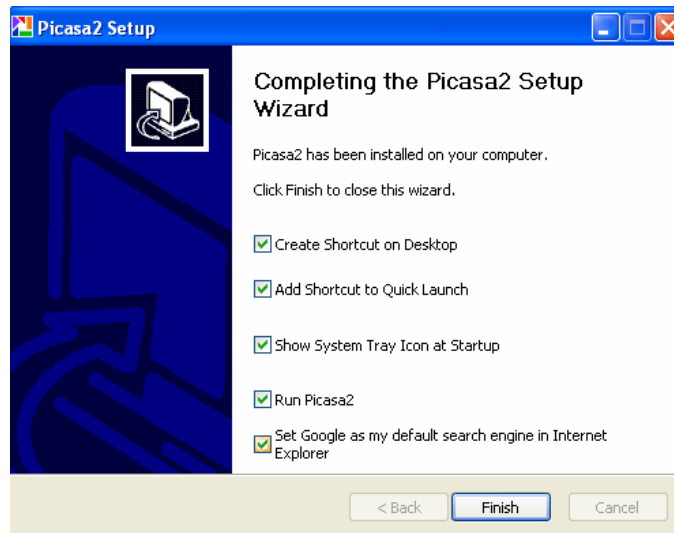 Picasa2 Setup
Completing the Picasa2 Setup
Wizard
Picasa2 has been installed on your computer.
Click Finish to close this wizard.
Create Shortcut on Desktop
Add Shortcut to Quick Launch
Show System Tray Icon at Startup
Run Picasa2
Set Google as my default search engine in Internet
Explorer
< Back Finish Cancel